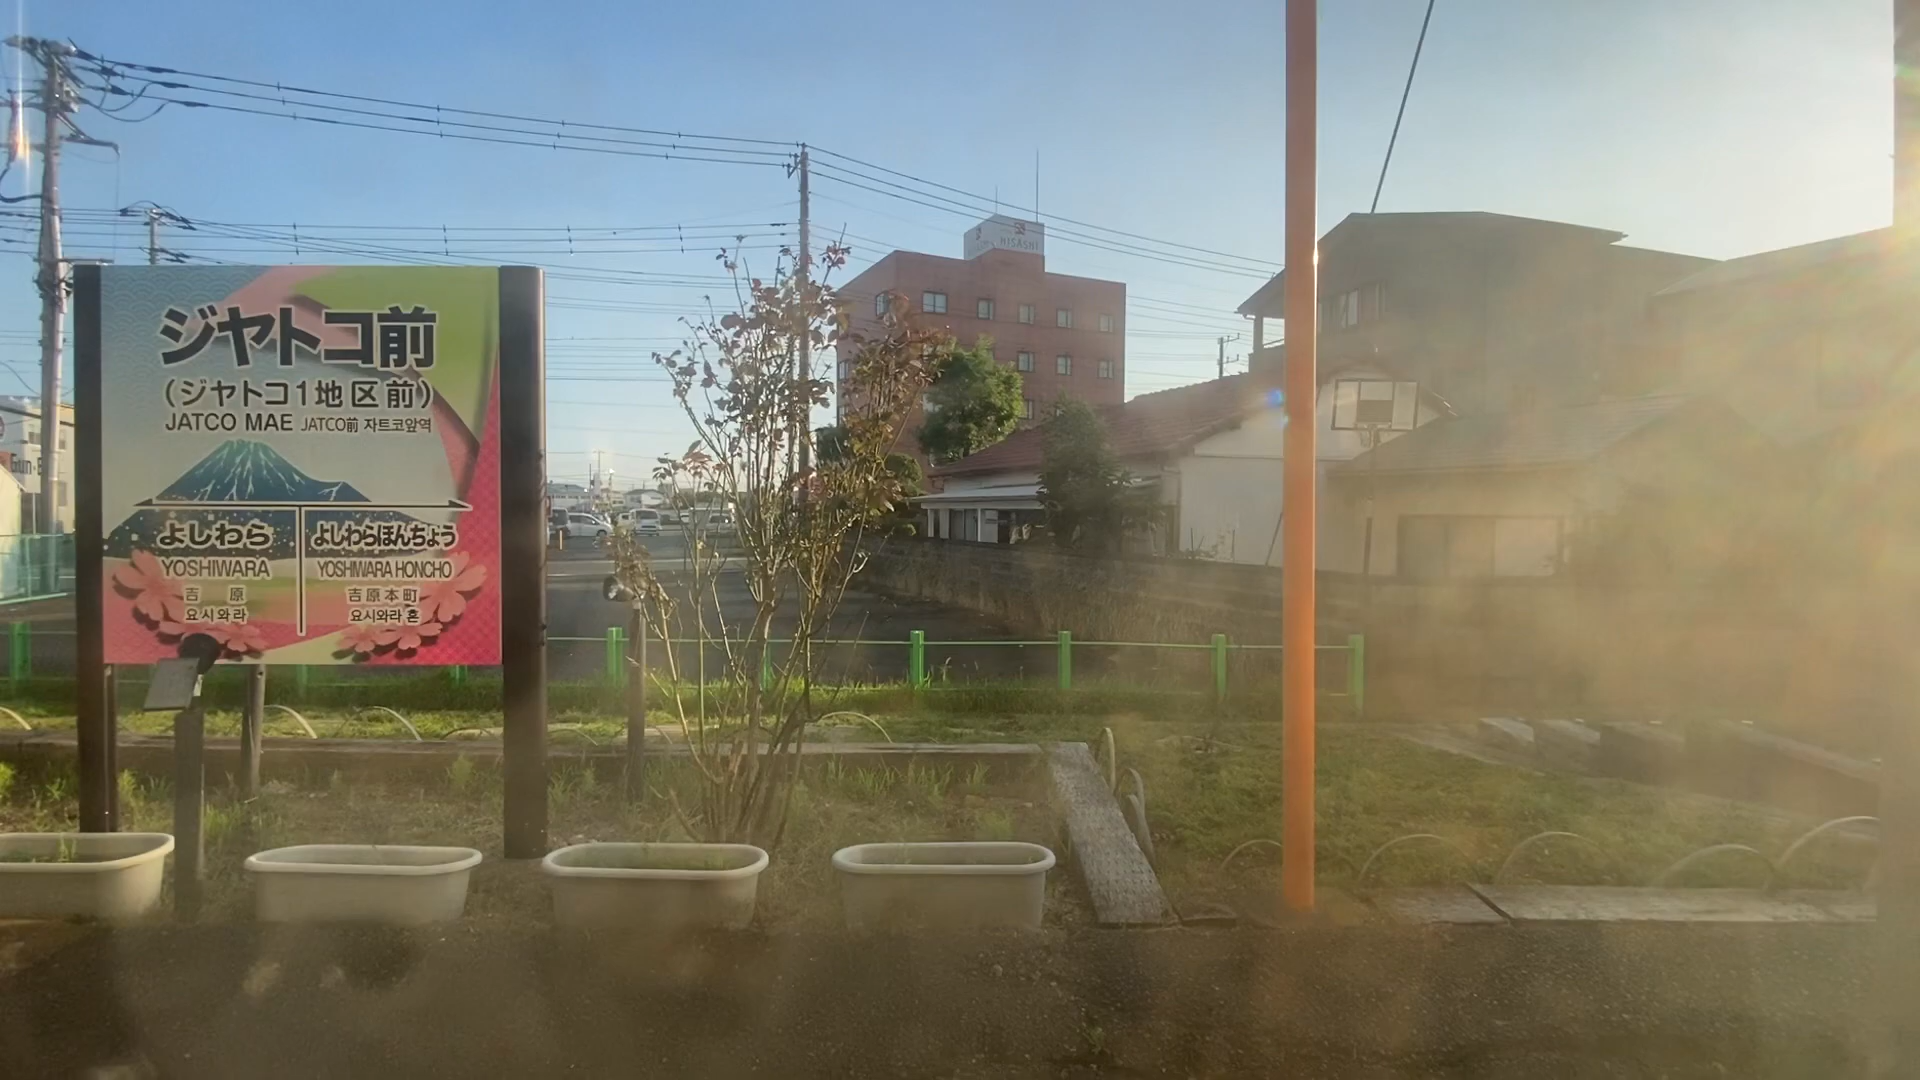 ジヤトコ前
(ジヤトコ1地区前)
JATCO MAE JATCO前 자트코앞역
よしわら
YOSHIWARA
吉原
요시와라
よしわらほんちょう
YOSHIWARA HONCHO
吉原本町
요시와라 혼
HISASHI